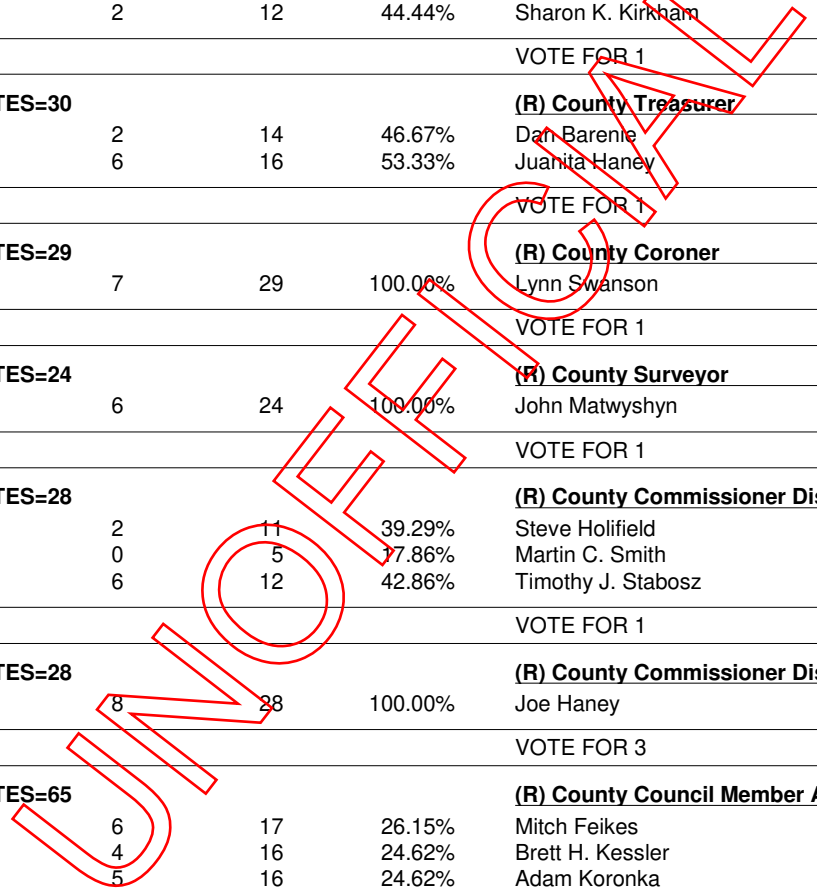 2 12 44.44% Sharon K. Kirkham
VOTE FOR 1
TES=30 (R) County Treasurer
2 14 46.67% Dan Barenie
6 16 53.33% Juanita Haney
VOTE FOR 1
TES=29 (R) County Coroner
7 29 100.00% Lynn Swanson
VOTE FOR 1
TES=24 (R) County Surveyor
6 24 100.00% John Matwyshyn
VOTE FOR 1
TES=28 (R) County Commissioner Dis
2 11 39.29% Steve Holifield
0 5 17.86% Martin C. Smith
6 12 42.86% Timothy J. Stabosz
VOTE FOR 1
TES=28 (R) County Commissioner Dis
8 28 100.00% Joe Haney
VOTE FOR 3
TES=65 (R) County Council Member A
6 17 26.15% Mitch Feikes
4 16 24.62% Brett H. Kessler
5 16 24.62% Adam Koronka
UNOFFICIAL